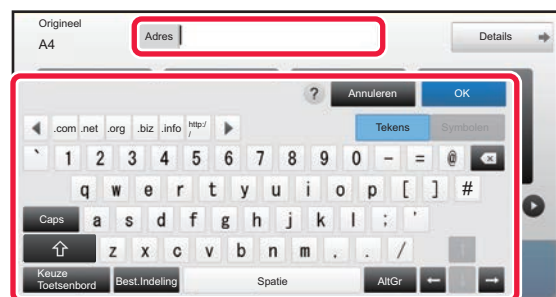 Origineel
A4
Adres
Details
? Annuleren OK
.com .net .org .biz .info http:/
/
Tekens Symbolen
` 1 2 3 4 5 6 7 8 9 0 - = @
q w e r t y u i o p [ ] #
Caps a s d f g h j k l ; '
z x c v b n m , . /
Keuze
Toetsenbord Best.Indeling Spatie AltGr